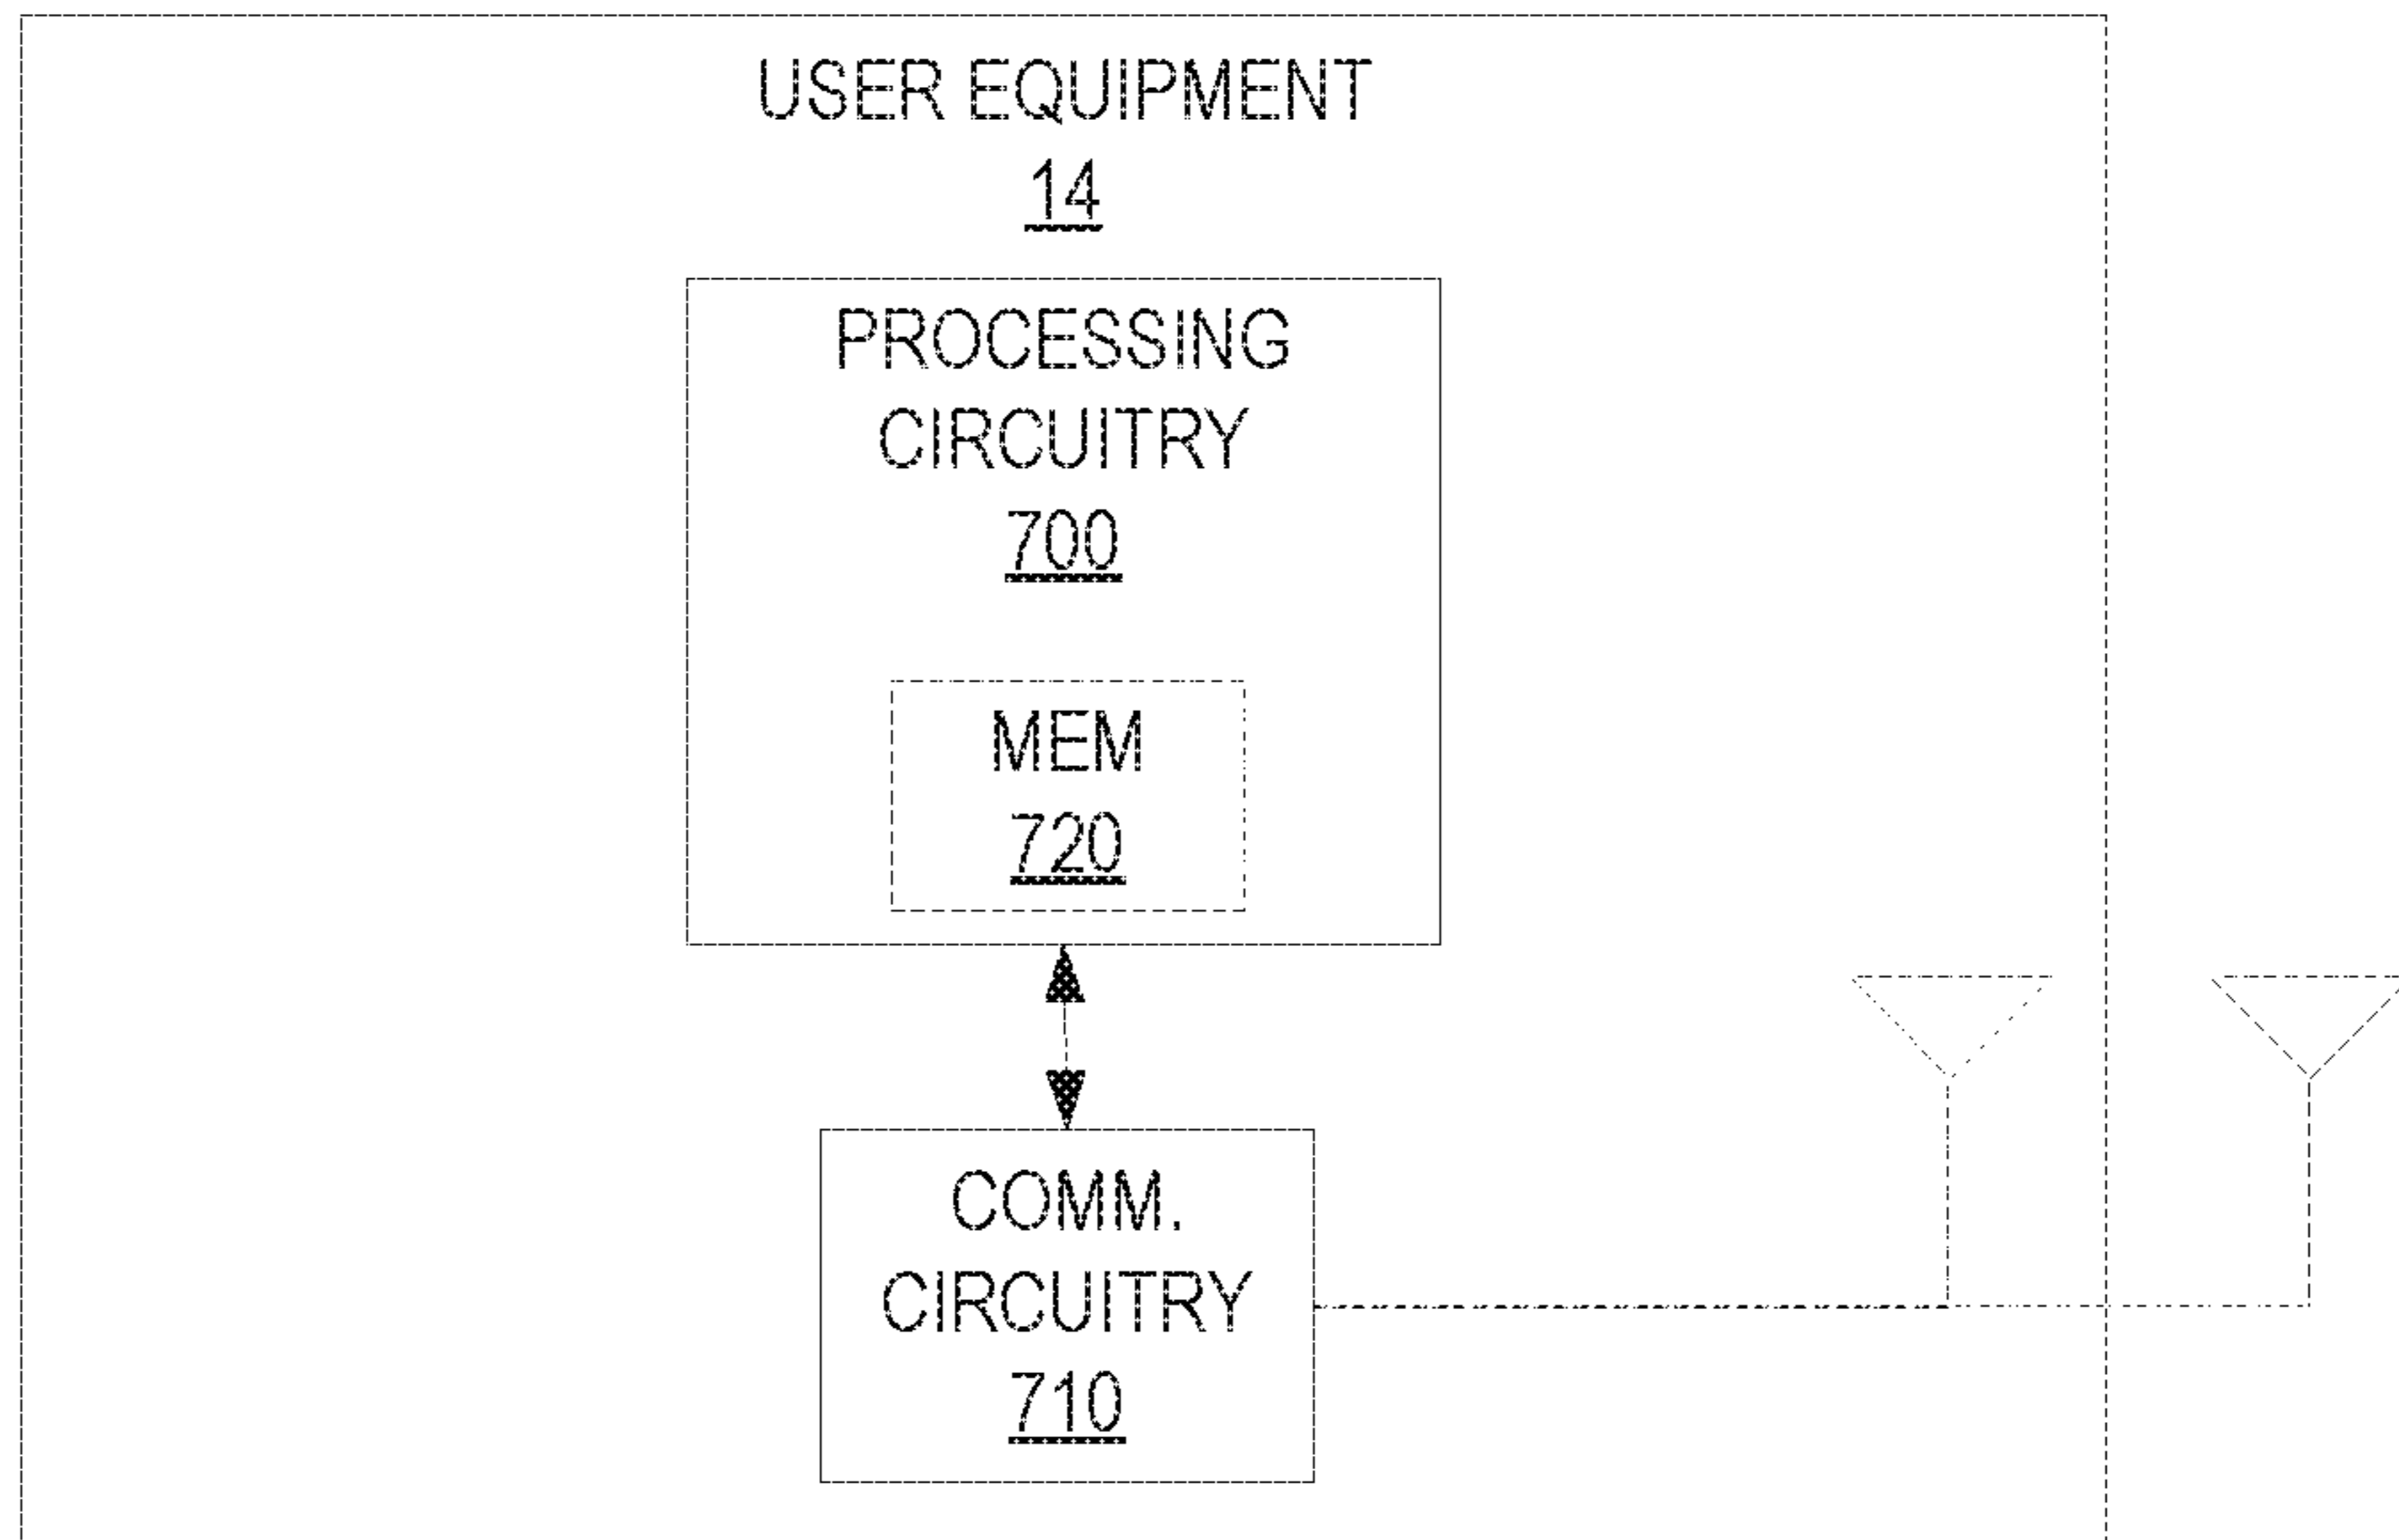 USER EQUIPMENT
14
PROCESSING
CIRCUITRY
700
MEM
720
COMM.
CIRCUITRY
710